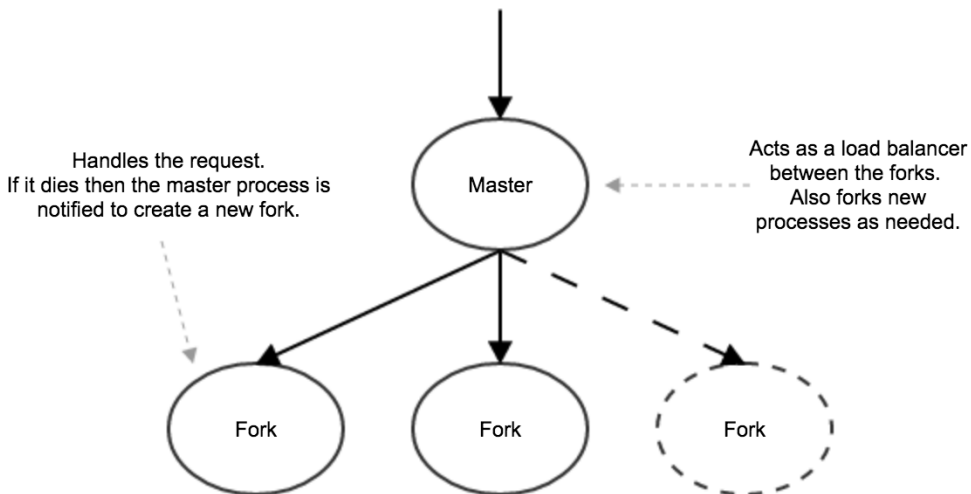 Handles the request.
If it dies then the master process is
notified to create a new fork.
Master
Acts as a load balancer
between the forks.
Also forks new
processes as needed.
Fork
Fork
Fork